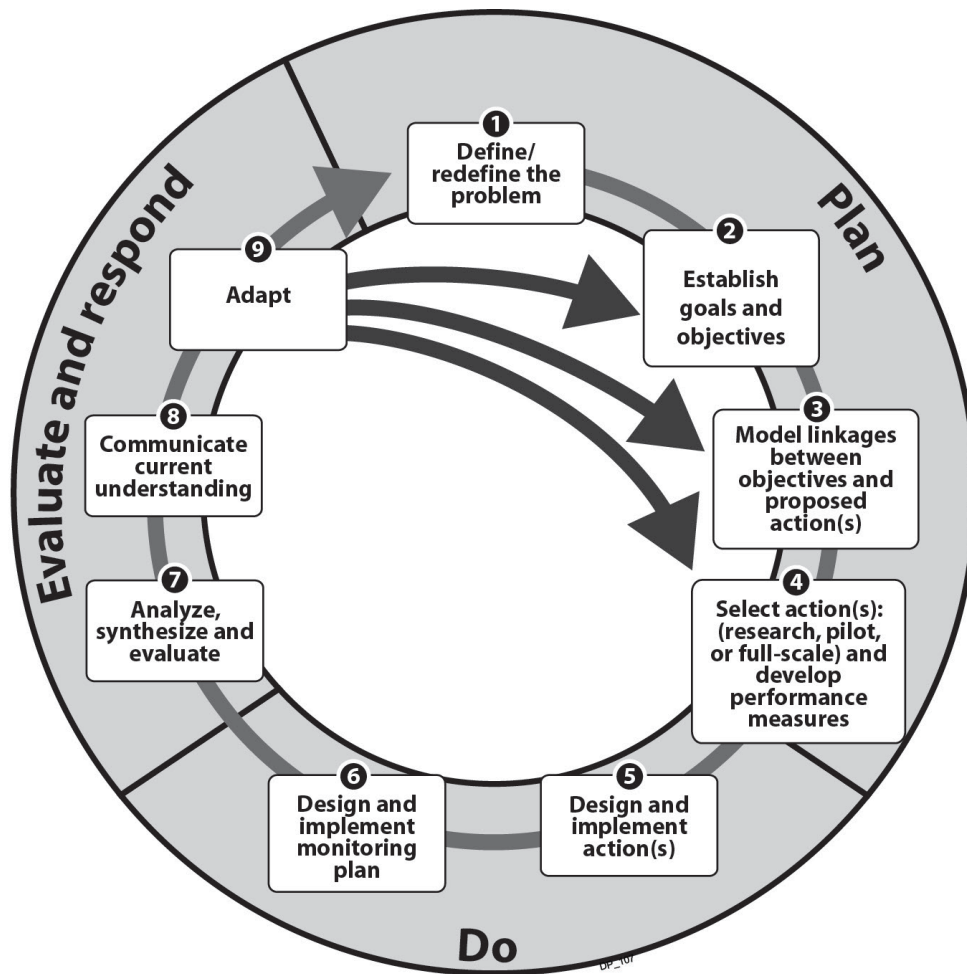 1
Define/
redefine the
problem
Plan
2
Establish
goals and
objectives
3
Model linkages
between
objectives and
proposed
action(s)
4
Select action(s):
(research, pilot,
or full-scale) and
develop
performance
measures
5
Design and
implement
action(s)
Do
6
Design and
implement
monitoring
plan
7
Analyze,
synthesize and
evaluate
8
Communicate
current
understanding
9
Adapt
Evaluate and respond
DP_107